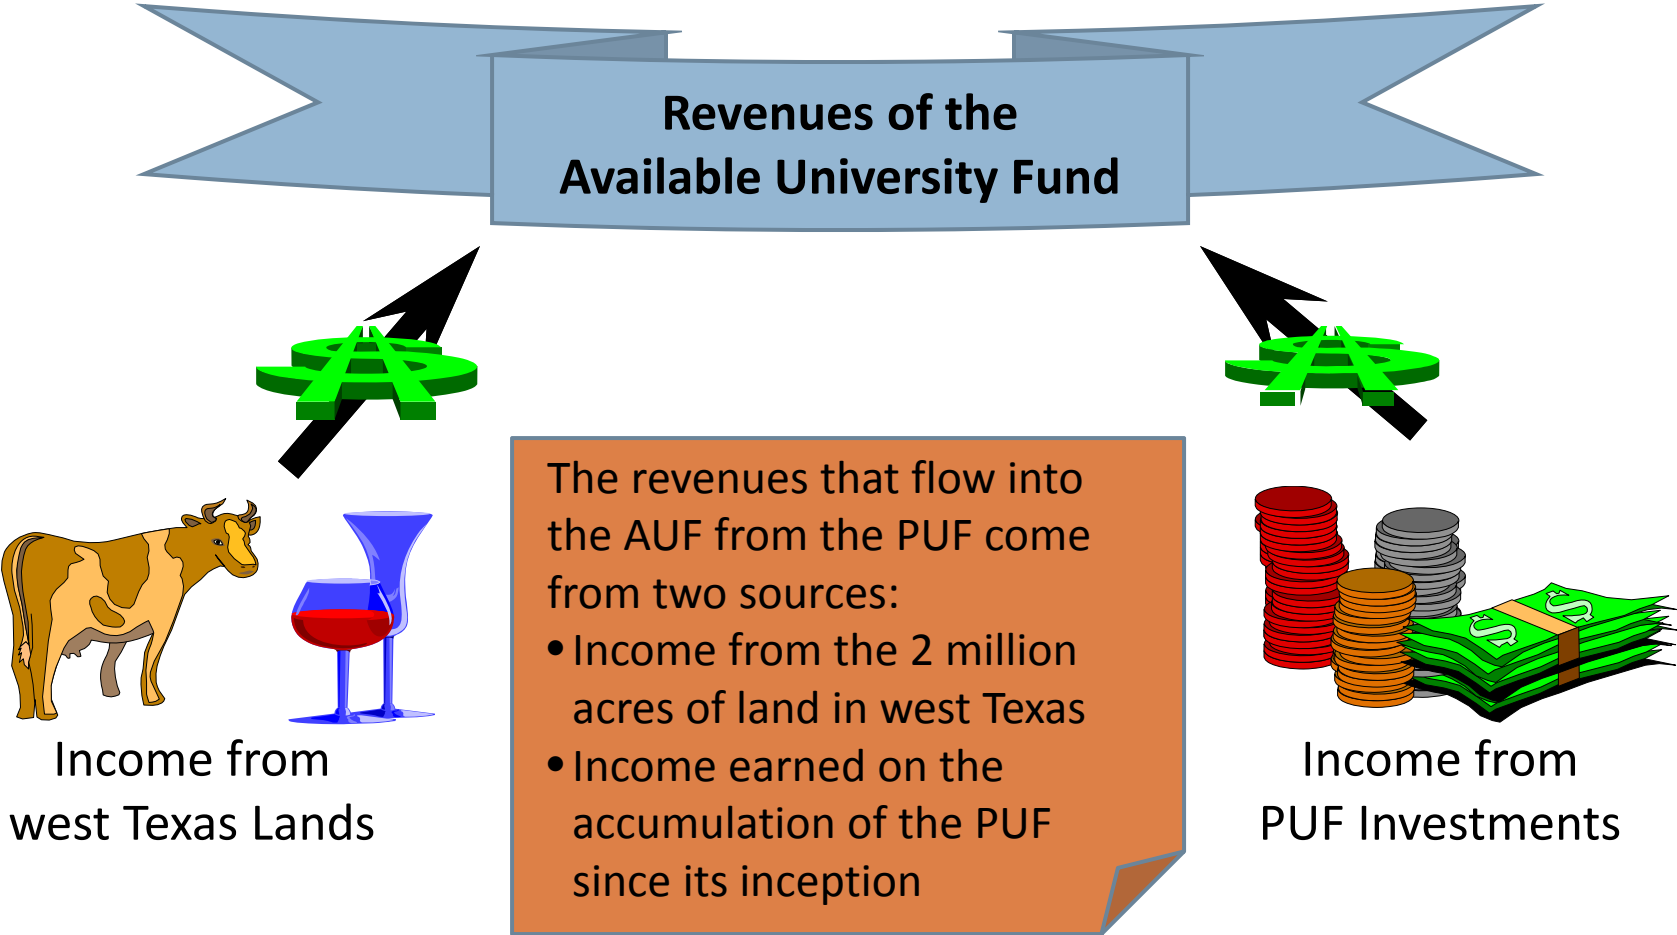 Revenues of the
Available University Fund
The revenues that flow into
the AUF from the PUF come
from two sources:
• Income from the 2 million
acres of land in west Texas
• Income earned on the
accumulation of the PUF
since its inception
Income from
west Texas Lands
Income from
PUF Investments